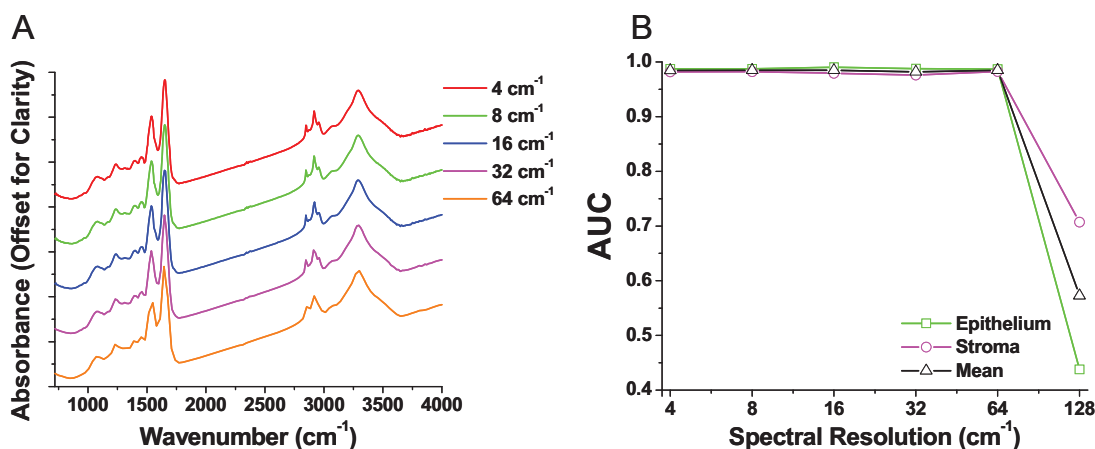 A
Absorbance (Offset for Clarity)
4 cm⁻¹
8 cm⁻¹
16 cm⁻¹
32 cm⁻¹
64 cm⁻¹
1000 1500 2000 2500 3000 3500 4000
Wavenumber (cm⁻¹)
B
AUC
1.0
0.9
0.8
0.7
0.6
0.5
0.4
Epithelium
Stroma
Mean
4 8 16 32 64 128
Spectral Resolution (cm⁻¹)